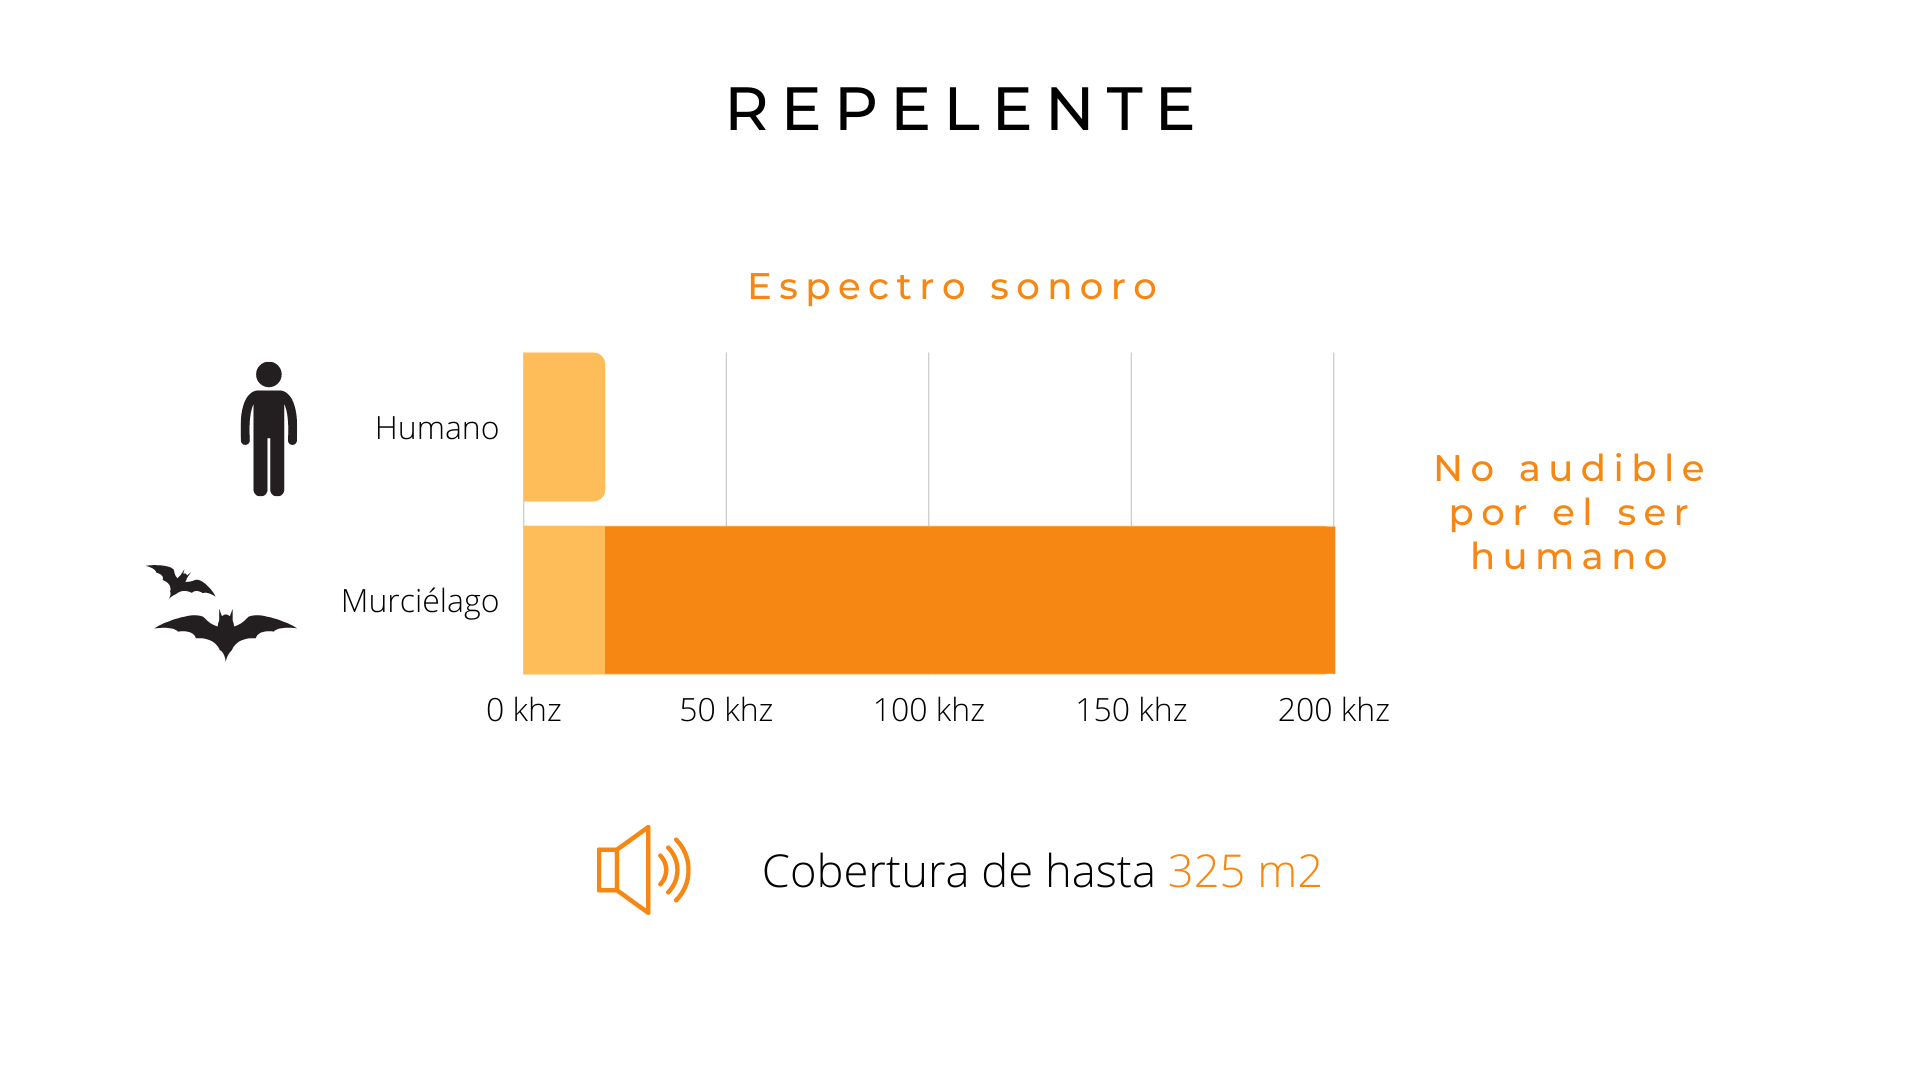 REPELENTE
Espectro sonoro
Humano
No audible
por el ser
humano
Murciélago
0 khz 50 khz 100 khz 150 khz 200 khz
Cobertura de hasta 325 m2